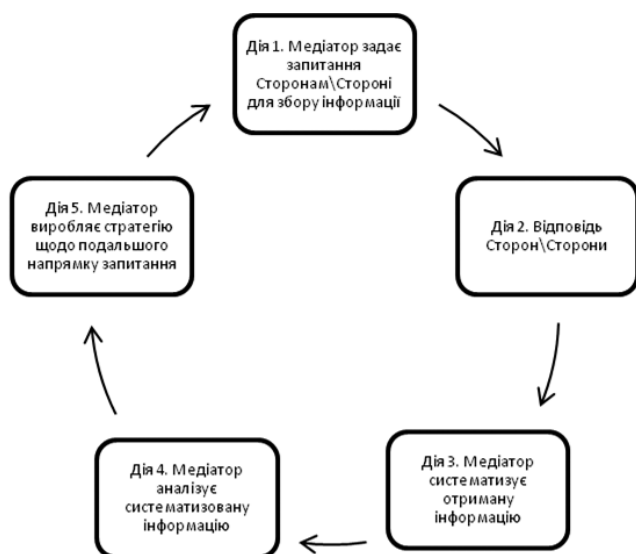 Дія 1. Медіатор задає
запитання
Сторонам\Стороні
для збору інформації
Дія 2. Відповідь
Сторон\Сторони
Дія 3. Медіатор
систематизує
отриману
інформацію
Дія 4. Медіатор
аналізує
систематизовану
інформацію
Дія 5. Медіатор
виробляє стратегію
щодо подальшого
напрямку запитання